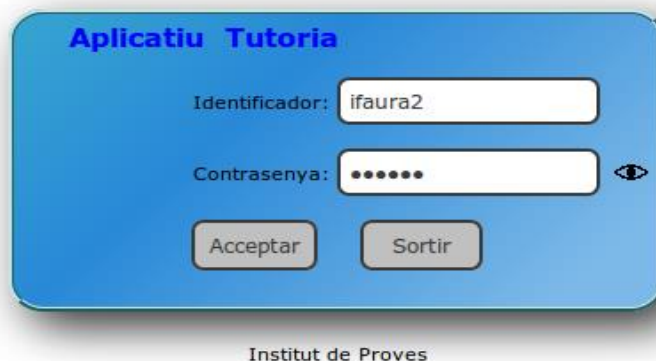 Aplicatiu Tutoria
Identificador: ifaura2
Contrasenya: ••••••
Acceptar Sortir
Institut de Proves